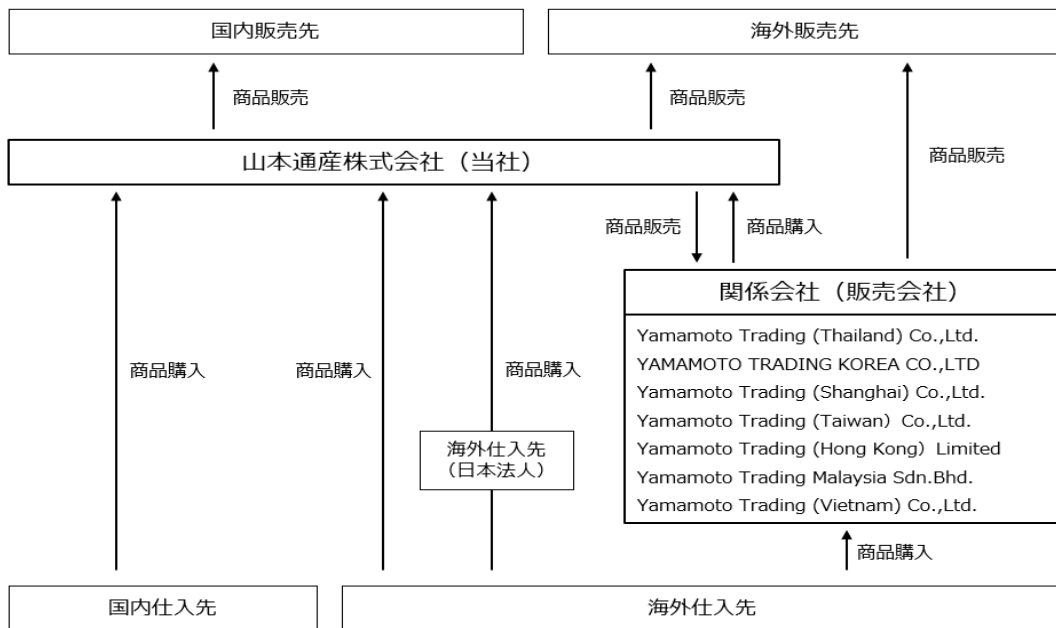 国内販売先
海外販売先
商品販売
商品販売
商品販売
山本通産株式会社（当社）
商品販売
商品購入
関係会社（販売会社）
Yamamoto Trading (Thailand) Co.,Ltd.
YAMAMOTO TRADING KOREA CO.,LTD
Yamamoto Trading (Shanghai) Co.,Ltd.
Yamamoto Trading (Taiwan）Co.,Ltd.
Yamamoto Trading (Hong Kong）Limited
Yamamoto Trading Malaysia Sdn.Bhd.
Yamamoto Trading (Vietnam) Co.,Ltd.
商品購入
商品購入
商品購入
海外仕入先
（日本法人）
商品購入
国内仕入先
海外仕入先